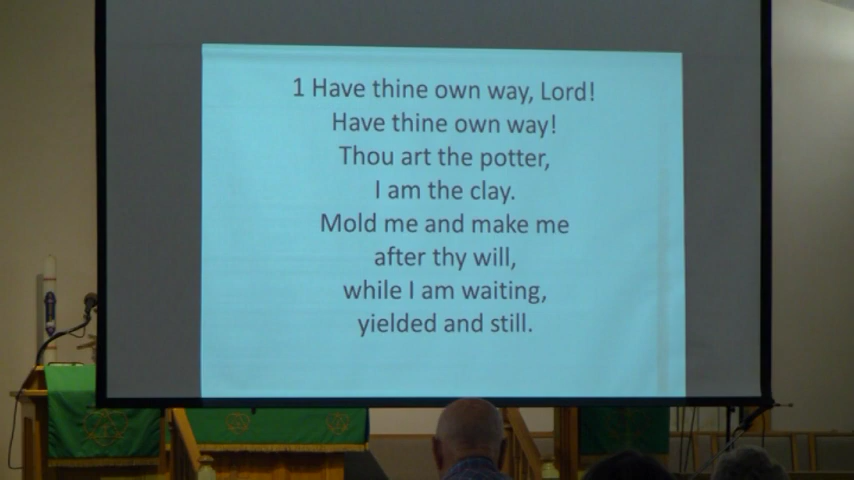 1 Have thine own way, Lord!
Have thine own way!
Thou art the potter,
I am the clay.
Mold me and make me
after thy will,
while I am waiting,
yielded and still.